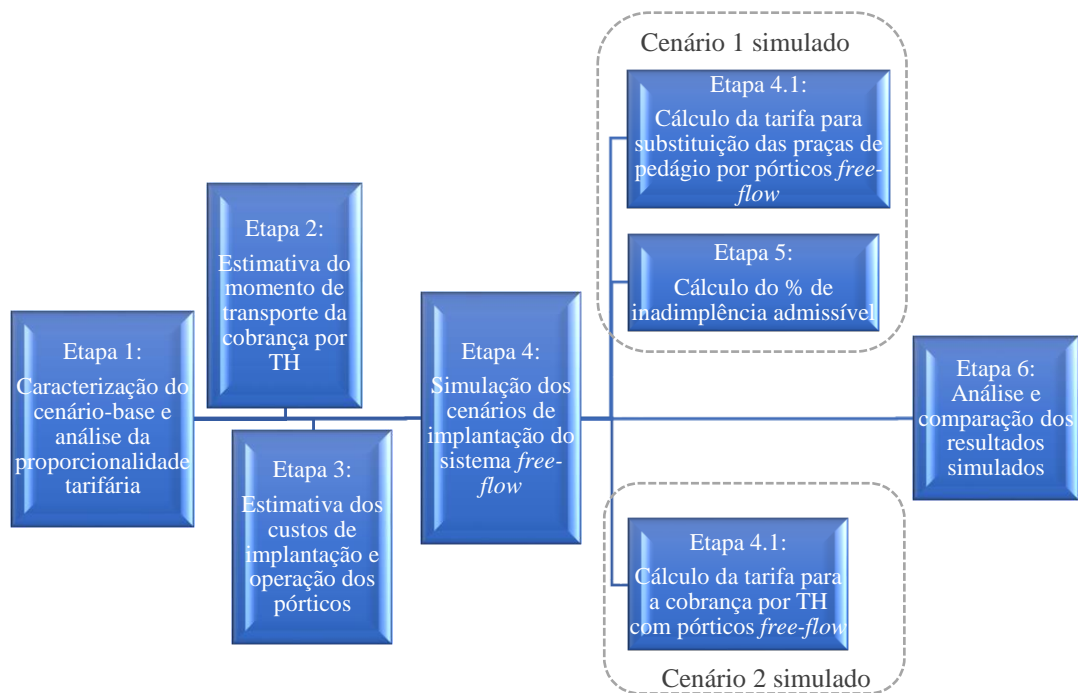 Etapa 1:
Caracterização do
cenário-base e
análise da
proporcionalidade
tarifária
Etapa 2:
Estimativa do
momento de
transporte da
cobrança por
TH
Etapa 3:
Estimativa dos
custos de
implantação e
operação dos
pórticos
Etapa 4:
Simulação dos
cenários de
implantação do
sistema free-
flow
Cenário 1 simulado
Etapa 4.1:
Cálculo da tarifa para
substituição das praças de
pedágio por pórticos free-
flow
Etapa 5:
Cálculo do % de
inadimplência admissível
Etapa 4.1:
Cálculo da tarifa para
a cobrança por TH
com pórticos free-flow
Cenário 2 simulado
Etapa 6:
Análise e
comparação dos
resultados
simulados